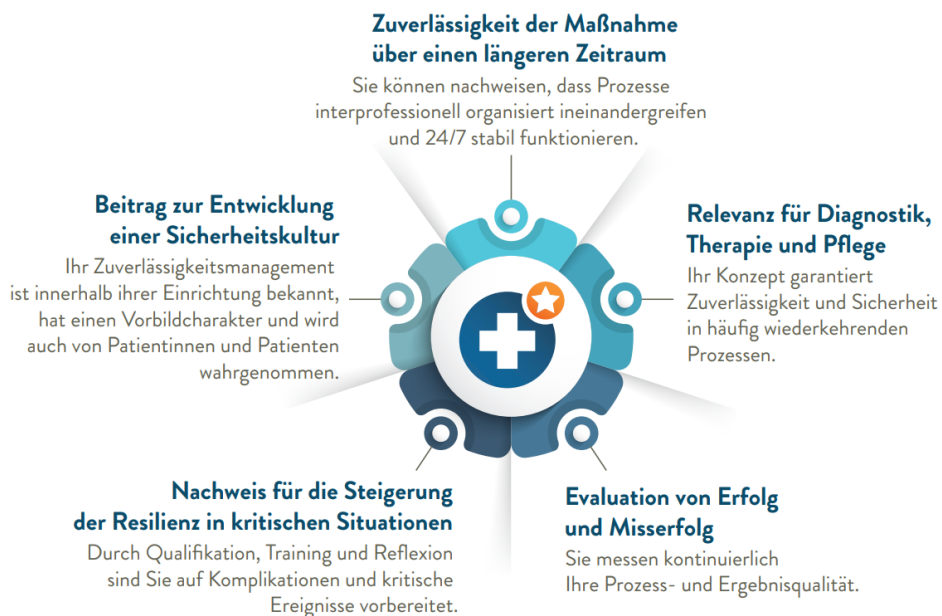 Zuverlässigkeit der Maßnahme
über einen längeren Zeitraum
Sie können nachweisen, dass Prozesse
interprofessionell organisiert ineinandergreifen
und 24/7 stabil funktionieren.
Beitrag zur Entwicklung
einer Sicherheitskultur
Ihr Zuverlässigkeitsmanagement
ist innerhalb ihrer Einrichtung bekannt,
hat einen Vorbildcharakter und wird
auch von Patientinnen und Patienten
wahrgenommen.
Relevanz für Diagnostik,
Therapie und Pflege
Ihr Konzept garantiert
Zuverlässigkeit und Sicherheit
in häufig wiederkehrenden
Prozessen.
Nachweis für die Steigerung
der Resilienz in kritischen Situationen
Durch Qualifikation, Training und Reflexion
sind Sie auf Komplikationen und kritische
Ereignisse vorbereitet.
Evaluation von Erfolg
und Misserfolg
Sie messen kontinuierlich
Ihre Prozess- und Ergebnisqualität.